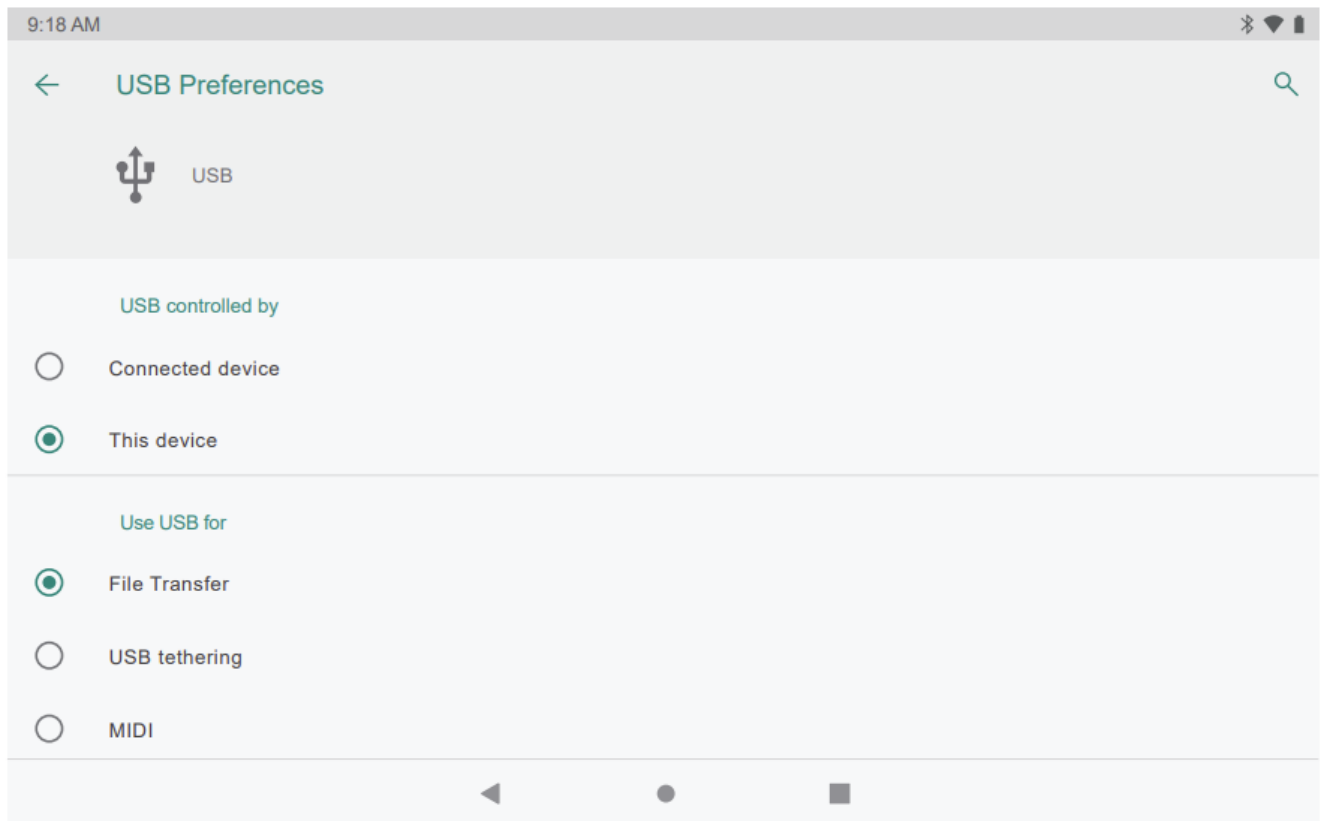 9:18 AM
USB Preferences
USB
USB controlled by
Connected device
This device
Use USB for
File Transfer
USB tethering
MIDI